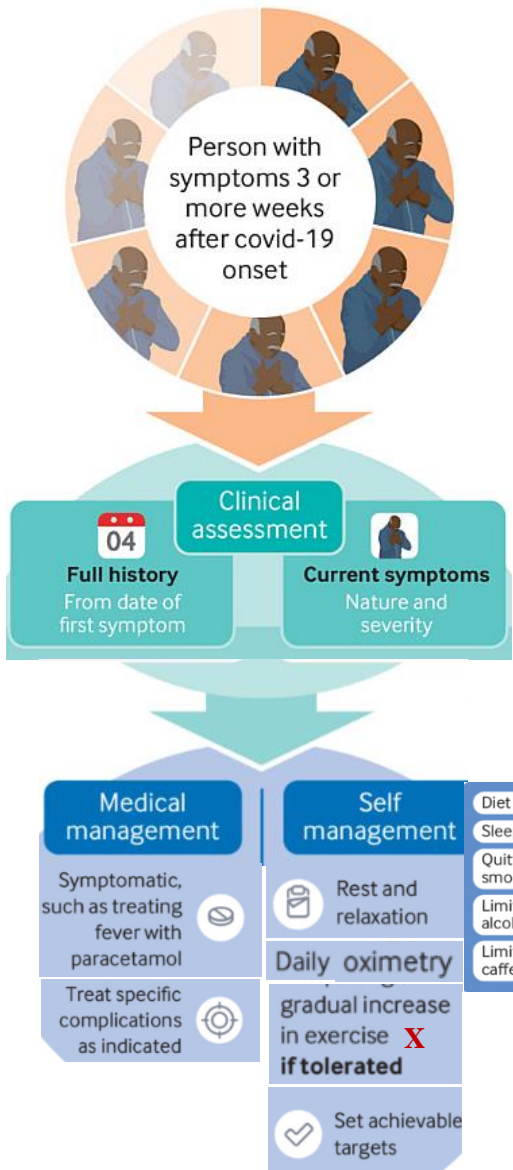 Person with
symptoms 3 or
more weeks
after covid-19
onset
Clinical
assessment
04
Full history
From date of
first symptom
Current symptoms
Nature and
severity
Medical
management
Symptomatic,
such as treating
fever with
paracetamol
Treat specific
complications
as indicated
Self
management
Rest and
relaxation
Daily oximetry
gradual increase
in exercise X
if tolerated
Set achievable
targets
Diet
Slee
Quit
smo
Limi
alcol
Limi
caffe